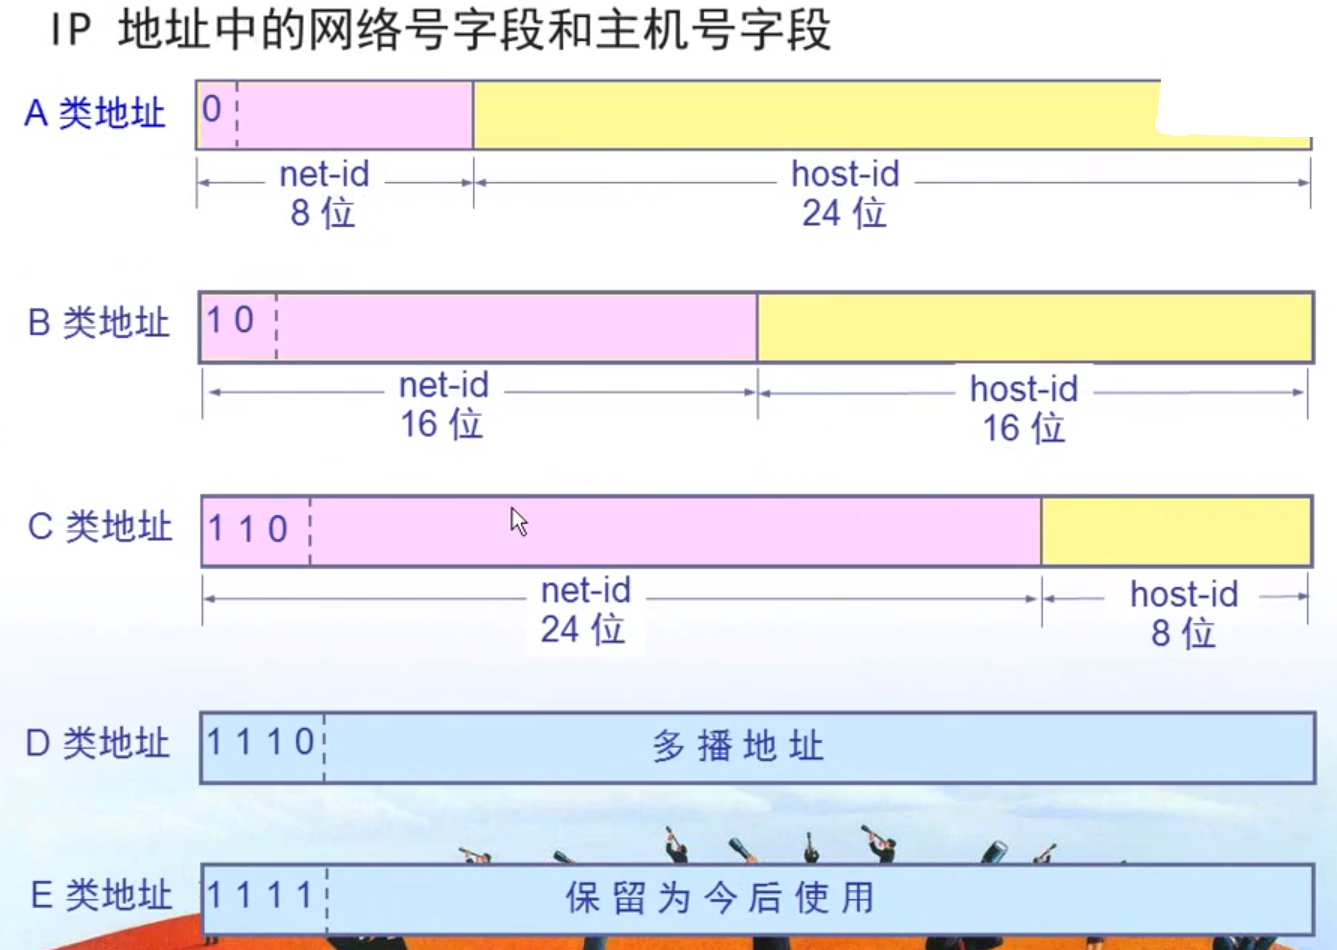 IP 地址中的网络号字段和主机号字段
A 类地址
0
net-id
8 位
host-id
24 位
B 类地址
1 0
net-id
16 位
host-id
16 位
C 类地址
1 1 0
net-id
24 位
host-id
8 位
D 类地址
1 1 1 0
多播地址
E 类地址
1 1 1 1
保留为今后使用